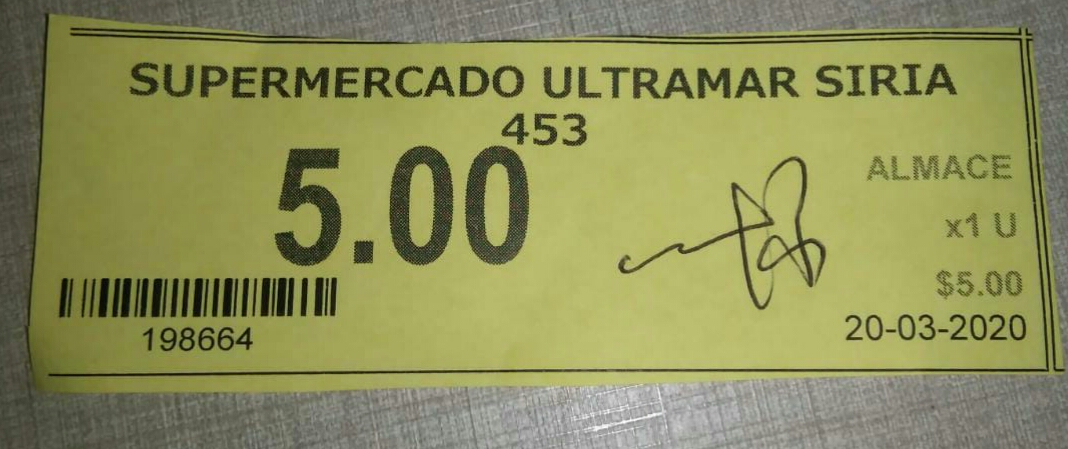 SUPERMERCADO ULTRAMAR SIRIA
453
5.00
ALMACE
x1 U
$5.00
198664
20-03-2020